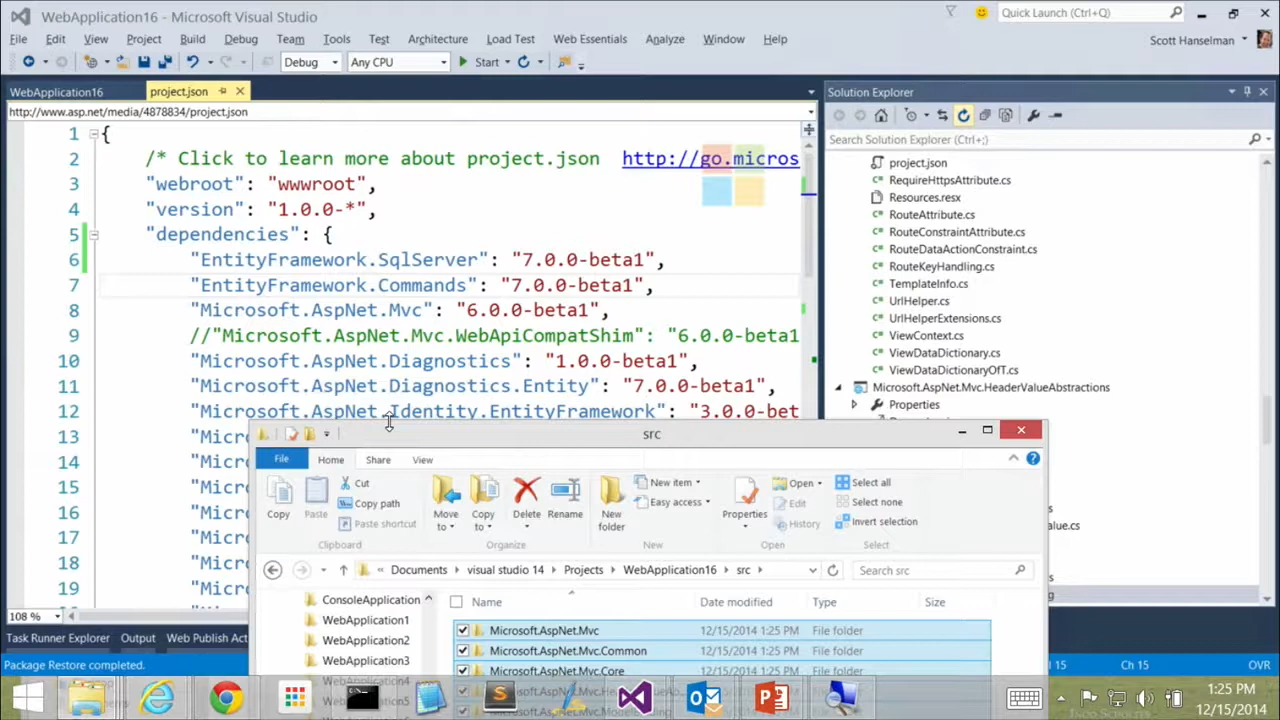 WebApplication16 - Microsoft Visual Studio
Quick Launch (Ctrl+Q)
File Edit View Project Build Debug Team Tools Test Architecture Load Test Web Essentials Analyze Window Help
Scott Hanselman
Debug Any CPU Start
WebApplication16 project.json
http://www.asp.net/media/4878834/project.json
1 {
2 /* Click to learn more about project.json http://go.micros
3 "webroot": "wwwroot",
4 "version": "1.0.0-*",
5 "dependencies": {
6 "EntityFramework.SqlServer": "7.0.0-beta1",
7 "EntityFramework.Commands": "7.0.0-beta1",
8 "Microsoft.AspNet.Mvc": "6.0.0-beta1",
9 //"Microsoft.AspNet.Mvc.WebApiCompatShim": "6.0.0-beta1
10 "Microsoft.AspNet.Diagnostics": "1.0.0-beta1",
11 "Microsoft.AspNet.Diagnostics.Entity": "7.0.0-beta1",
12 "Microsoft.AspNet.Identity.EntityFramework": "3.0.0-bet
13 "Micr
14 "Micr
15 "Micr
16 "Micr
17 "Micr
18 "Micr
19 "Micr
108 %
Task Runner Explorer Output Web Publish Act
Package Restore completed.
Solution Explorer
Search Solution Explorer (Ctrl+;)
project.json
RequireHttpsAttribute.cs
Resources.resx
RouteAttribute.cs
RouteConstraintAttribute.cs
RouteDataActionConstraint.cs
RouteKeyHandling.cs
TemplateInfo.cs
UrlHelper.cs
UrlHelperExtensions.cs
ViewContext.cs
ViewDataDictionary.cs
ViewDataDictionaryOfT.cs
Microsoft.AspNet.Mvc.HeaderValueAbstractions
Properties
alue.cs
src
File Home Share View
Copy Paste Cut Copy path Paste shortcut
Clipboard
Move to Copy to Delete Rename
Organize
New folder New item Easy access
New
Properties Open Edit History
Open
Select all Select none Invert selection
Select
« Documents visual studio 14 Projects WebApplication16 src
Search src
ConsoleApplication
WebApplication1
WebApplication2
WebApplication3
WebApplication4
Name Date modified Type Size
Microsoft.AspNet.Mvc 12/15/2014 1:25 PM File folder
Microsoft.AspNet.Mvc.Common 12/15/2014 1:25 PM File folder
Microsoft.AspNet.Mvc.Core 12/15/2014 1:25 PM File folder
l 15 Ch 15 OVR
1:25 PM
12/15/2014